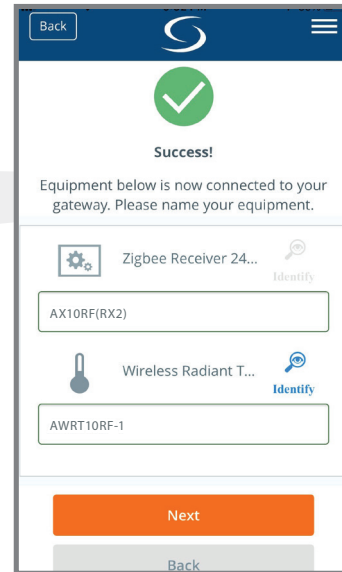 Back
Success!
Equipment below is now connected to your
gateway. Please name your equipment.
Zigbee Receiver 24...
Identify
AX10RF(RX2)
Wireless Radiant T...
Identify
AWRT10RF-1
Next
Back